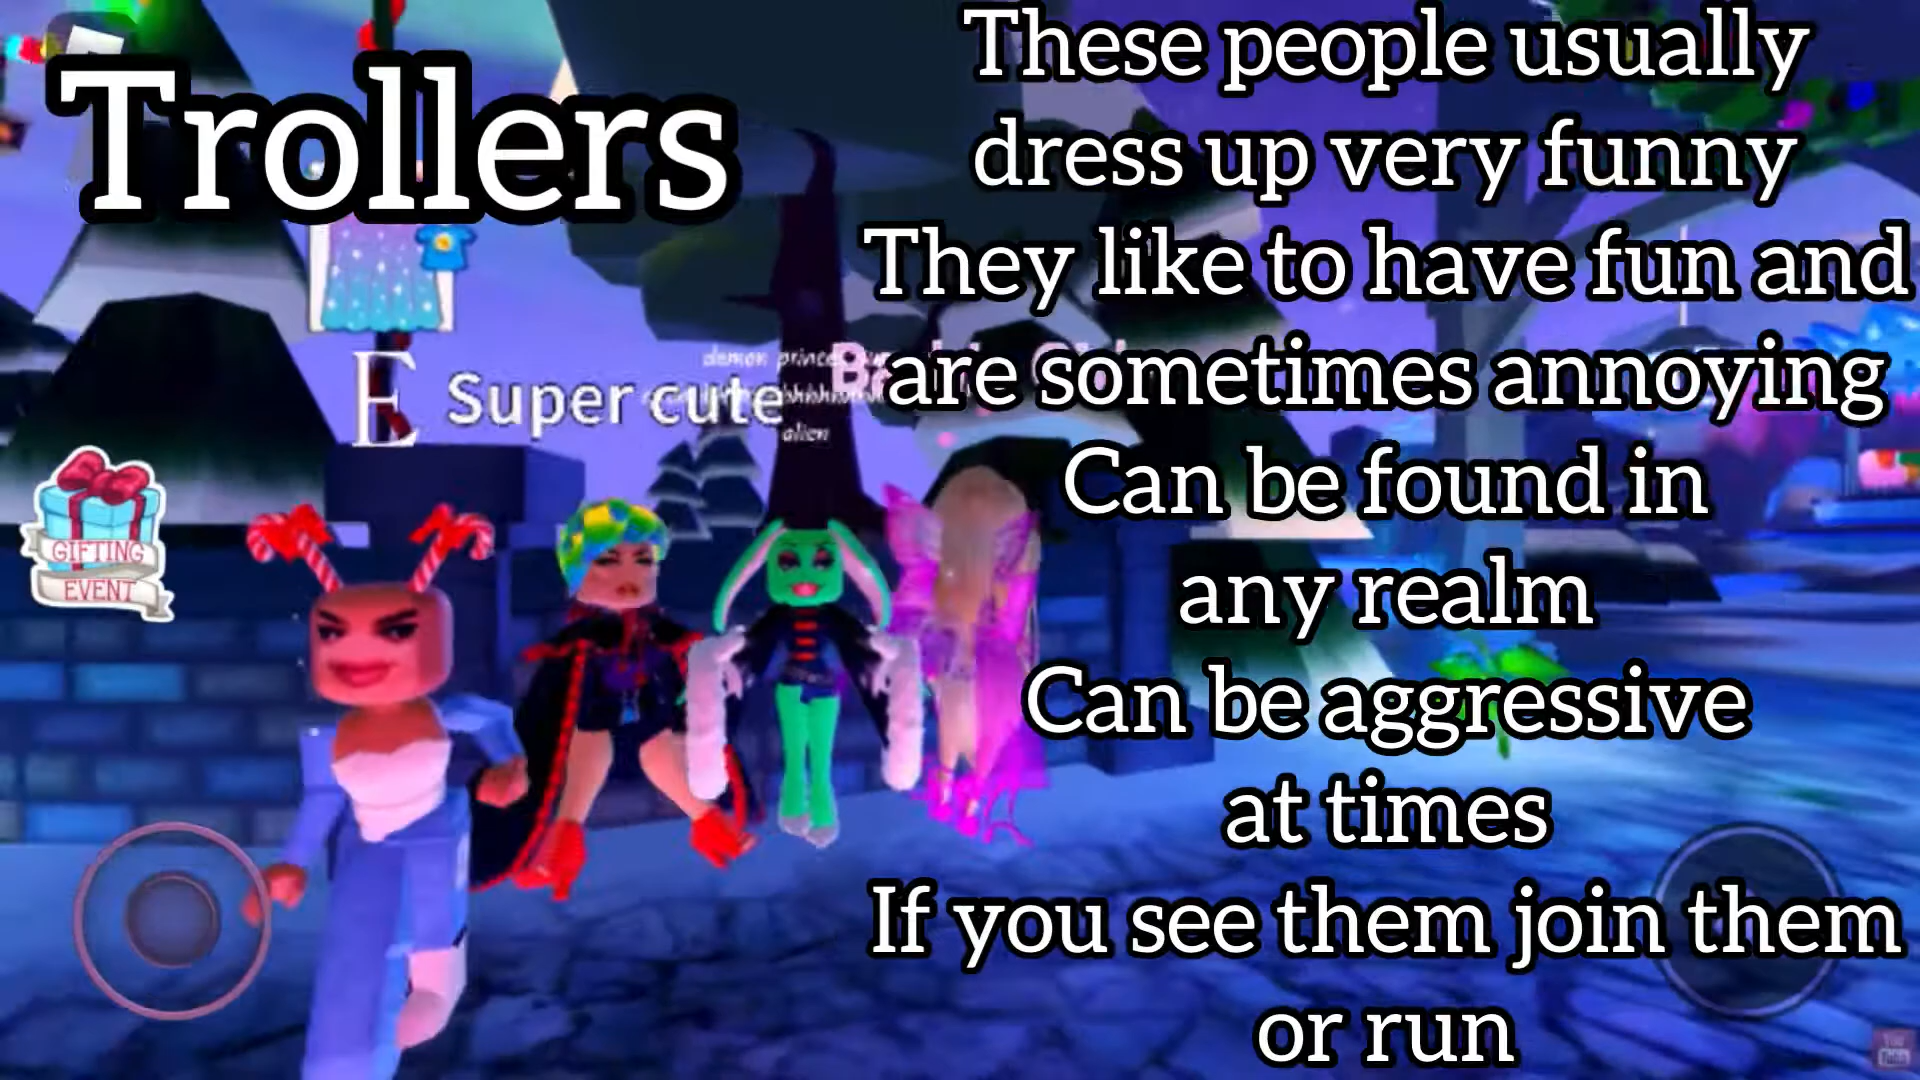 Trollers
These people usually
dress up very funny
They like to have fun and
are sometimes annoying
Can be found in
any realm
Can be aggressive
at times
If you see them join them
or run
E
Super cute
demon
alien
GIFTING
EVENT